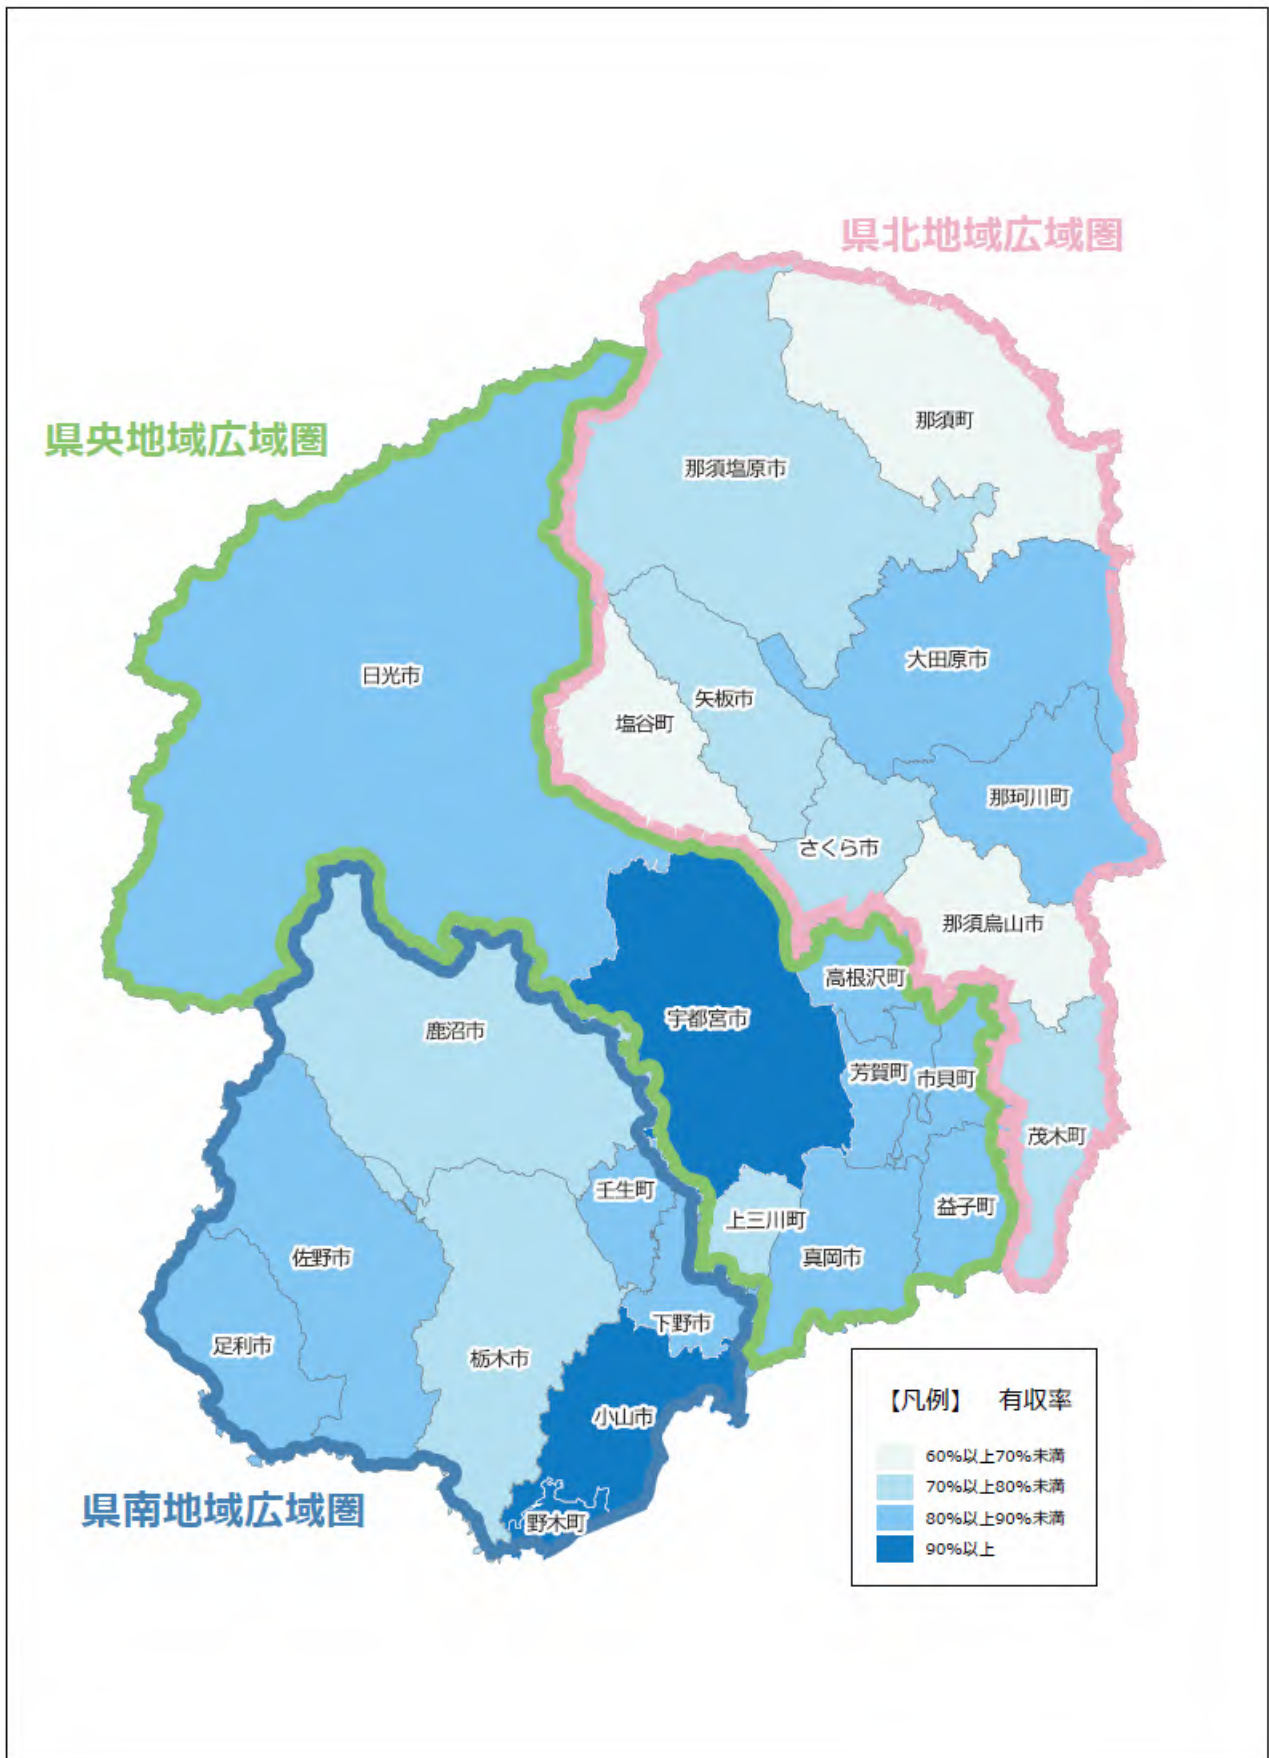 県北地域広域圏
県央地域広域圏
那須町
那須塩原市
大田原市
日光市
矢板市
塩谷町
那珂川町
さくら市
那須烏山市
高根沢町
宇都宮市
鹿沼市
芳賀町
市貝町
茂木町
壬生町
益子町
上三川町
佐野市
真岡市
下野市
足利市
栃木市
小山市
野木町
県南地域広域圏
【凡例】 有収率
60%以上70%未満
70%以上80%未満
80%以上90%未満
90%以上